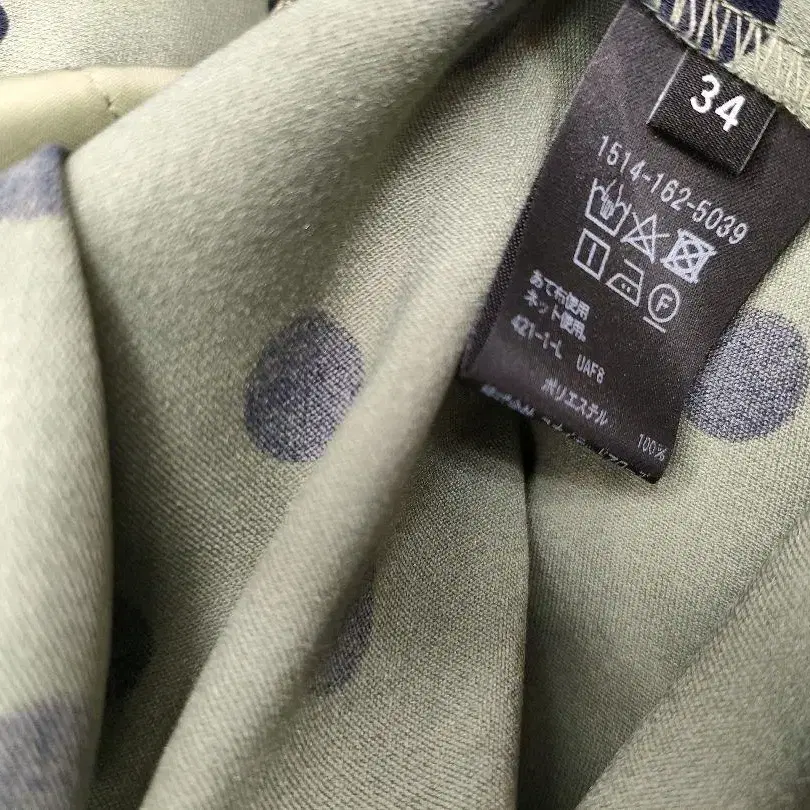 34
1514-162-5039
F
あて布使用
ネット使用。
421-1-L UAF8
ポリエステル 100%